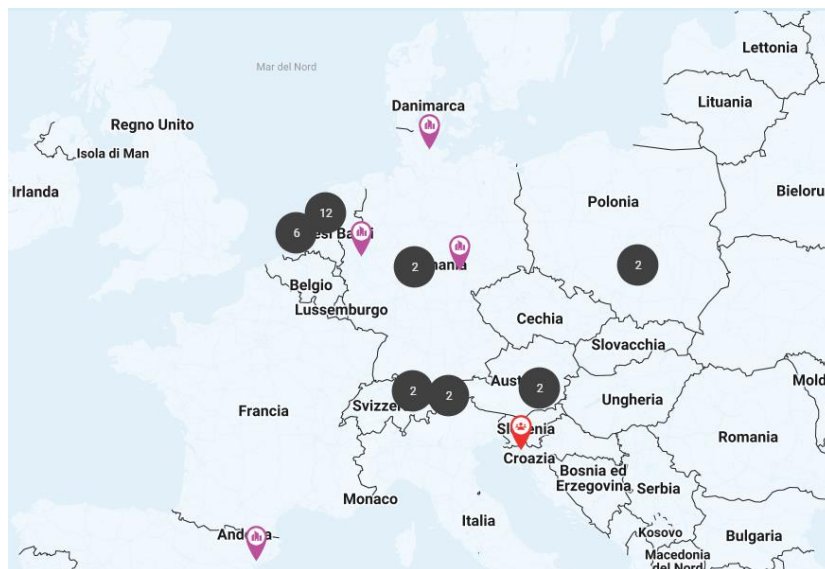 Lettonia
Mar del Nord
Danimarca
Lituania
Regno Unito
Isola di Man
Irlanda
Polonia
Bieloru
12
6
2
2
Belgio
Lussemburgo
Cechia
Slovacchia
2
2
2
Svizzera
Ungheria
Mold
Francia
Romania
Croazia
Bosnia ed
Erzegovina
Serbia
Monaco
Italia
Kosovo
Bulgaria
Macedonia
del Nord